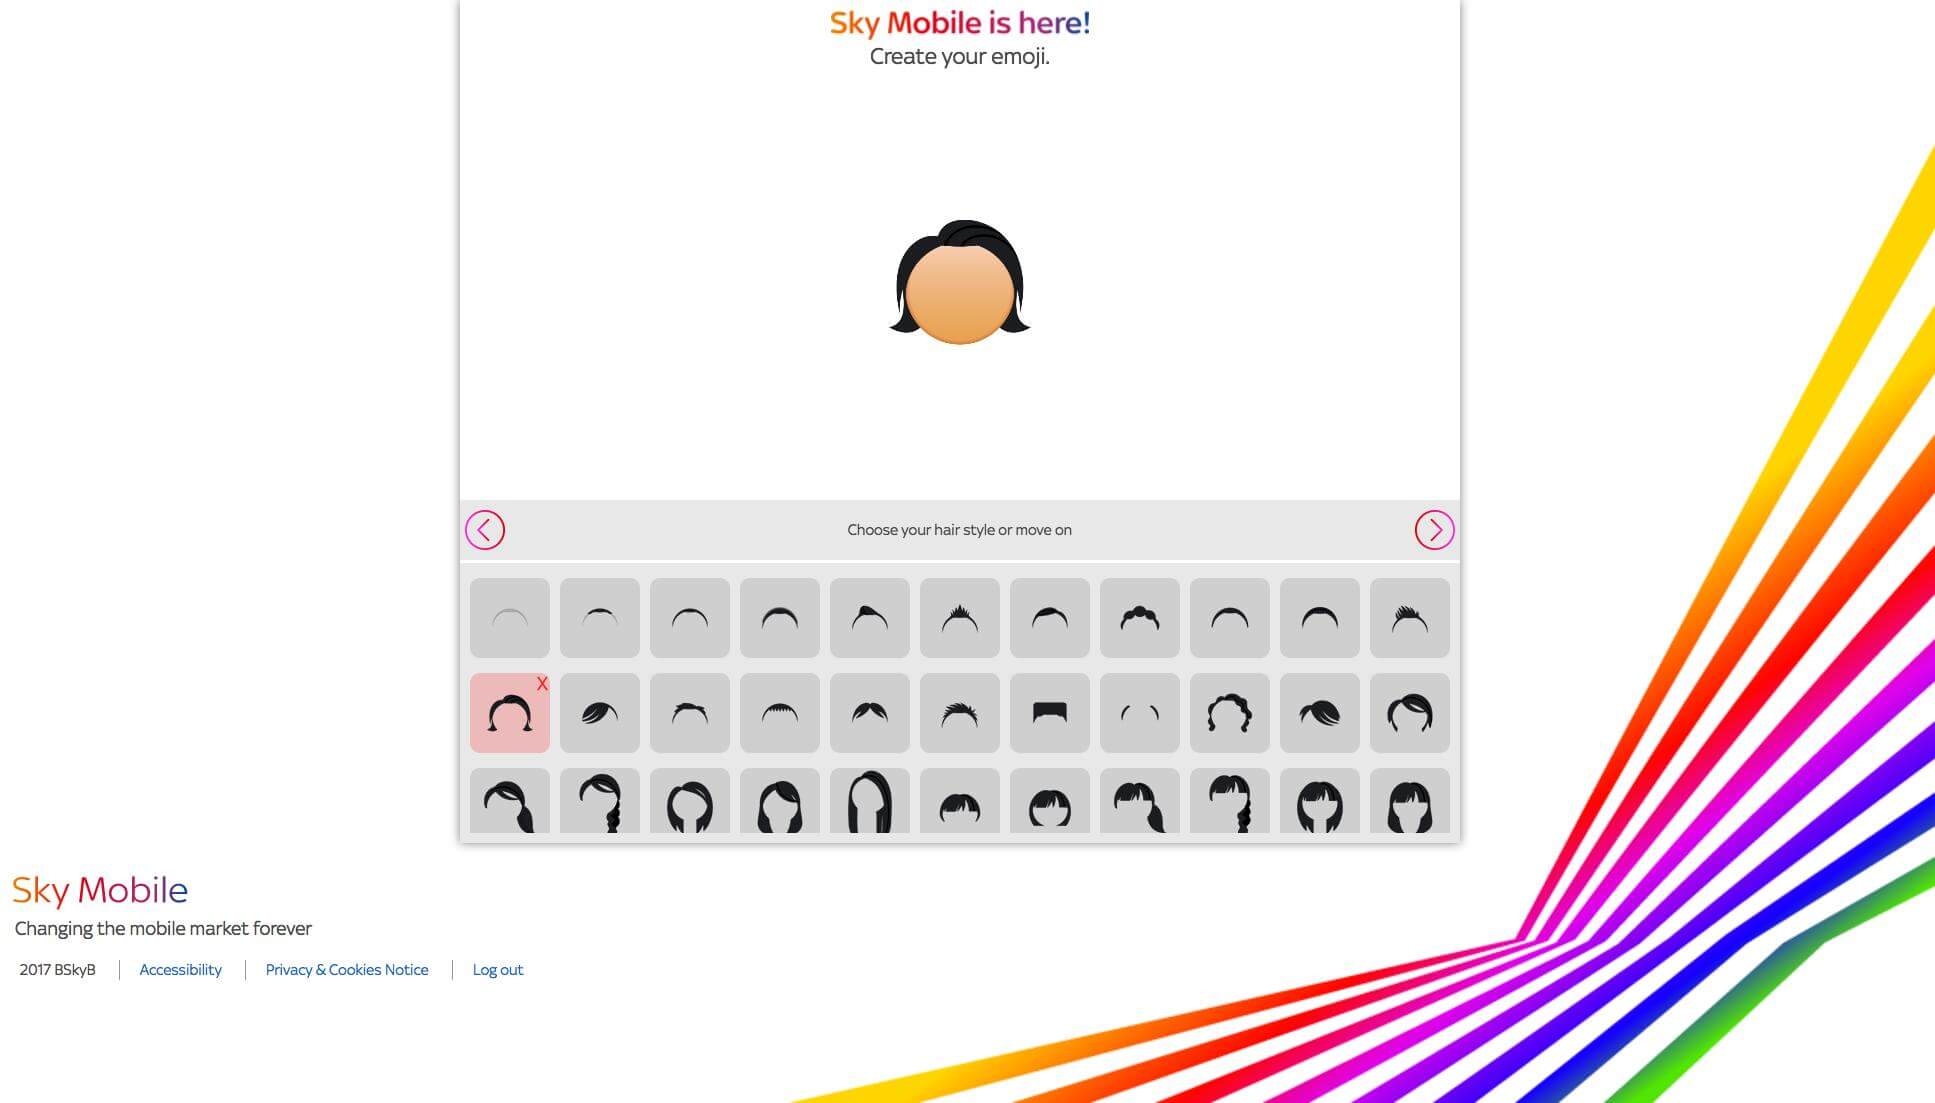 Sky Mobile is here!
Create your emoji.
Choose your hair style or move on
X
Sky Mobile
Changing the mobile market forever
2017 BSkyB Accessibility Privacy & Cookies Notice Log out